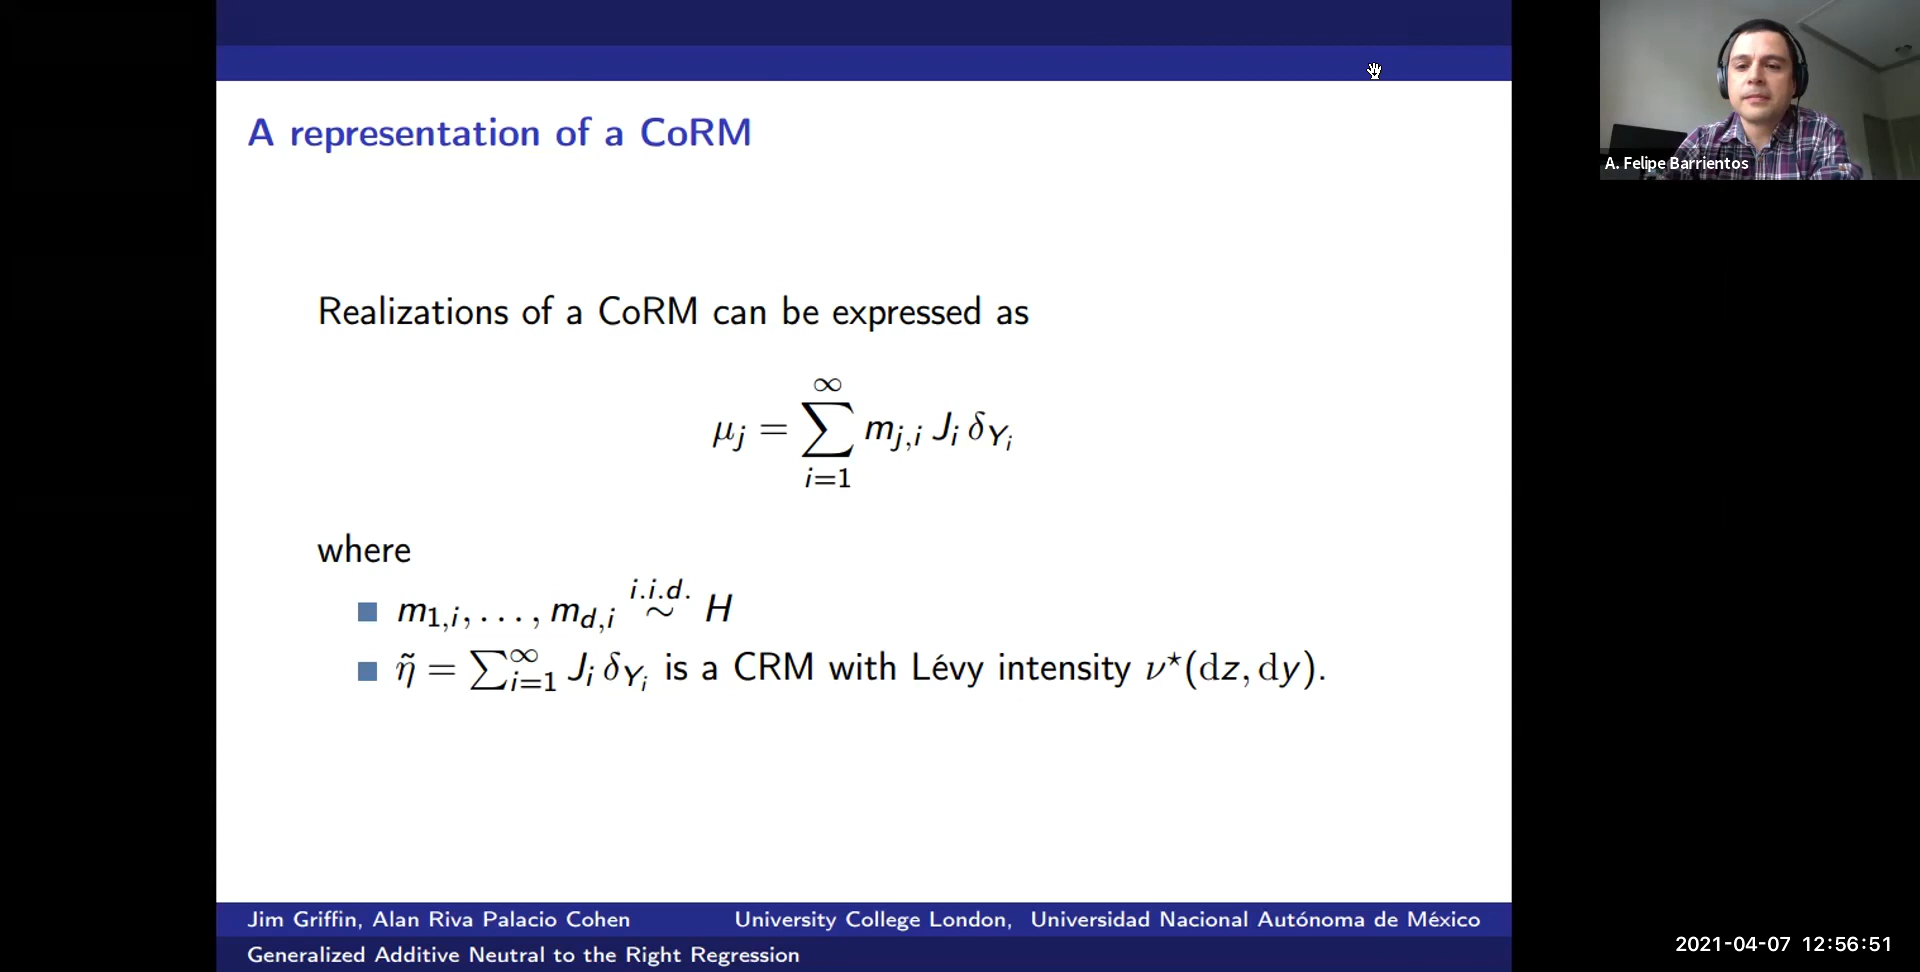 A representation of a CoRM
A. Felipe Barrientos
Realizations of a CoRM can be expressed as
μ_j = ∑_{i=1}^{∞} m_{j,i} J_i δ_{Y_i}
where
m_{1,i}, . . . , m_{d,i} i.i.d. ∼ H
η̃ = ∑_{i=1}^{∞} J_i δ_{Y_i} is a CRM with Lévy intensity ν*(dz, dy).
Jim Griffin, Alan Riva Palacio Cohen University College London, Universidad Nacional Autónoma de México
Generalized Additive Neutral to the Right Regression
2021-04-07 12:56:51